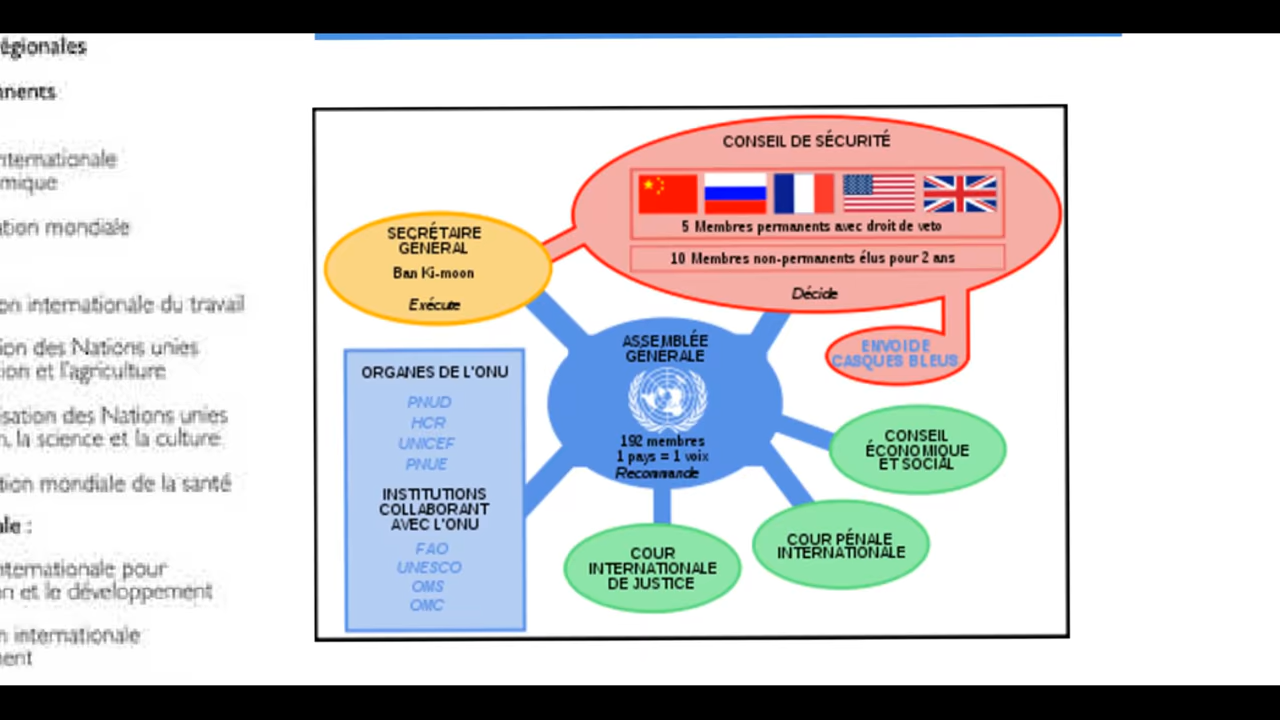 égionales
nents
nternationale
mique
tion mondiale
on internationale du travail
ion des Nations unies
ion et l'agriculture
sation des Nations unies
n, la science et la culture
tion mondiale de la santé
ale :
nternationale pour
n et le développement
n internationale
ent
CONSEIL DE SÉCURITÉ
5 Membres permanents avec droit de veto
10 Membres non-permanents élus pour 2 ans
Décide
SECRÉTAIRE
GÉNÉRAL
Ban Ki-moon
Exécute
ENVOI DE
CASQUES BLEUS
ASSEMBLÉE
GÉNÉRALE
192 membres
1 pays = 1 voix
Recommande
ORGANES DE L'ONU
PNUD
HCR
UNICEF
PNUE
INSTITUTIONS
COLLABORANT
AVEC L'ONU
FAO
UNESCO
OMS
OMC
CONSEIL
ÉCONOMIQUE
ET SOCIAL
COUR PÉNALE
INTERNATIONALE
COUR
INTERNATIONALE
DE JUSTICE